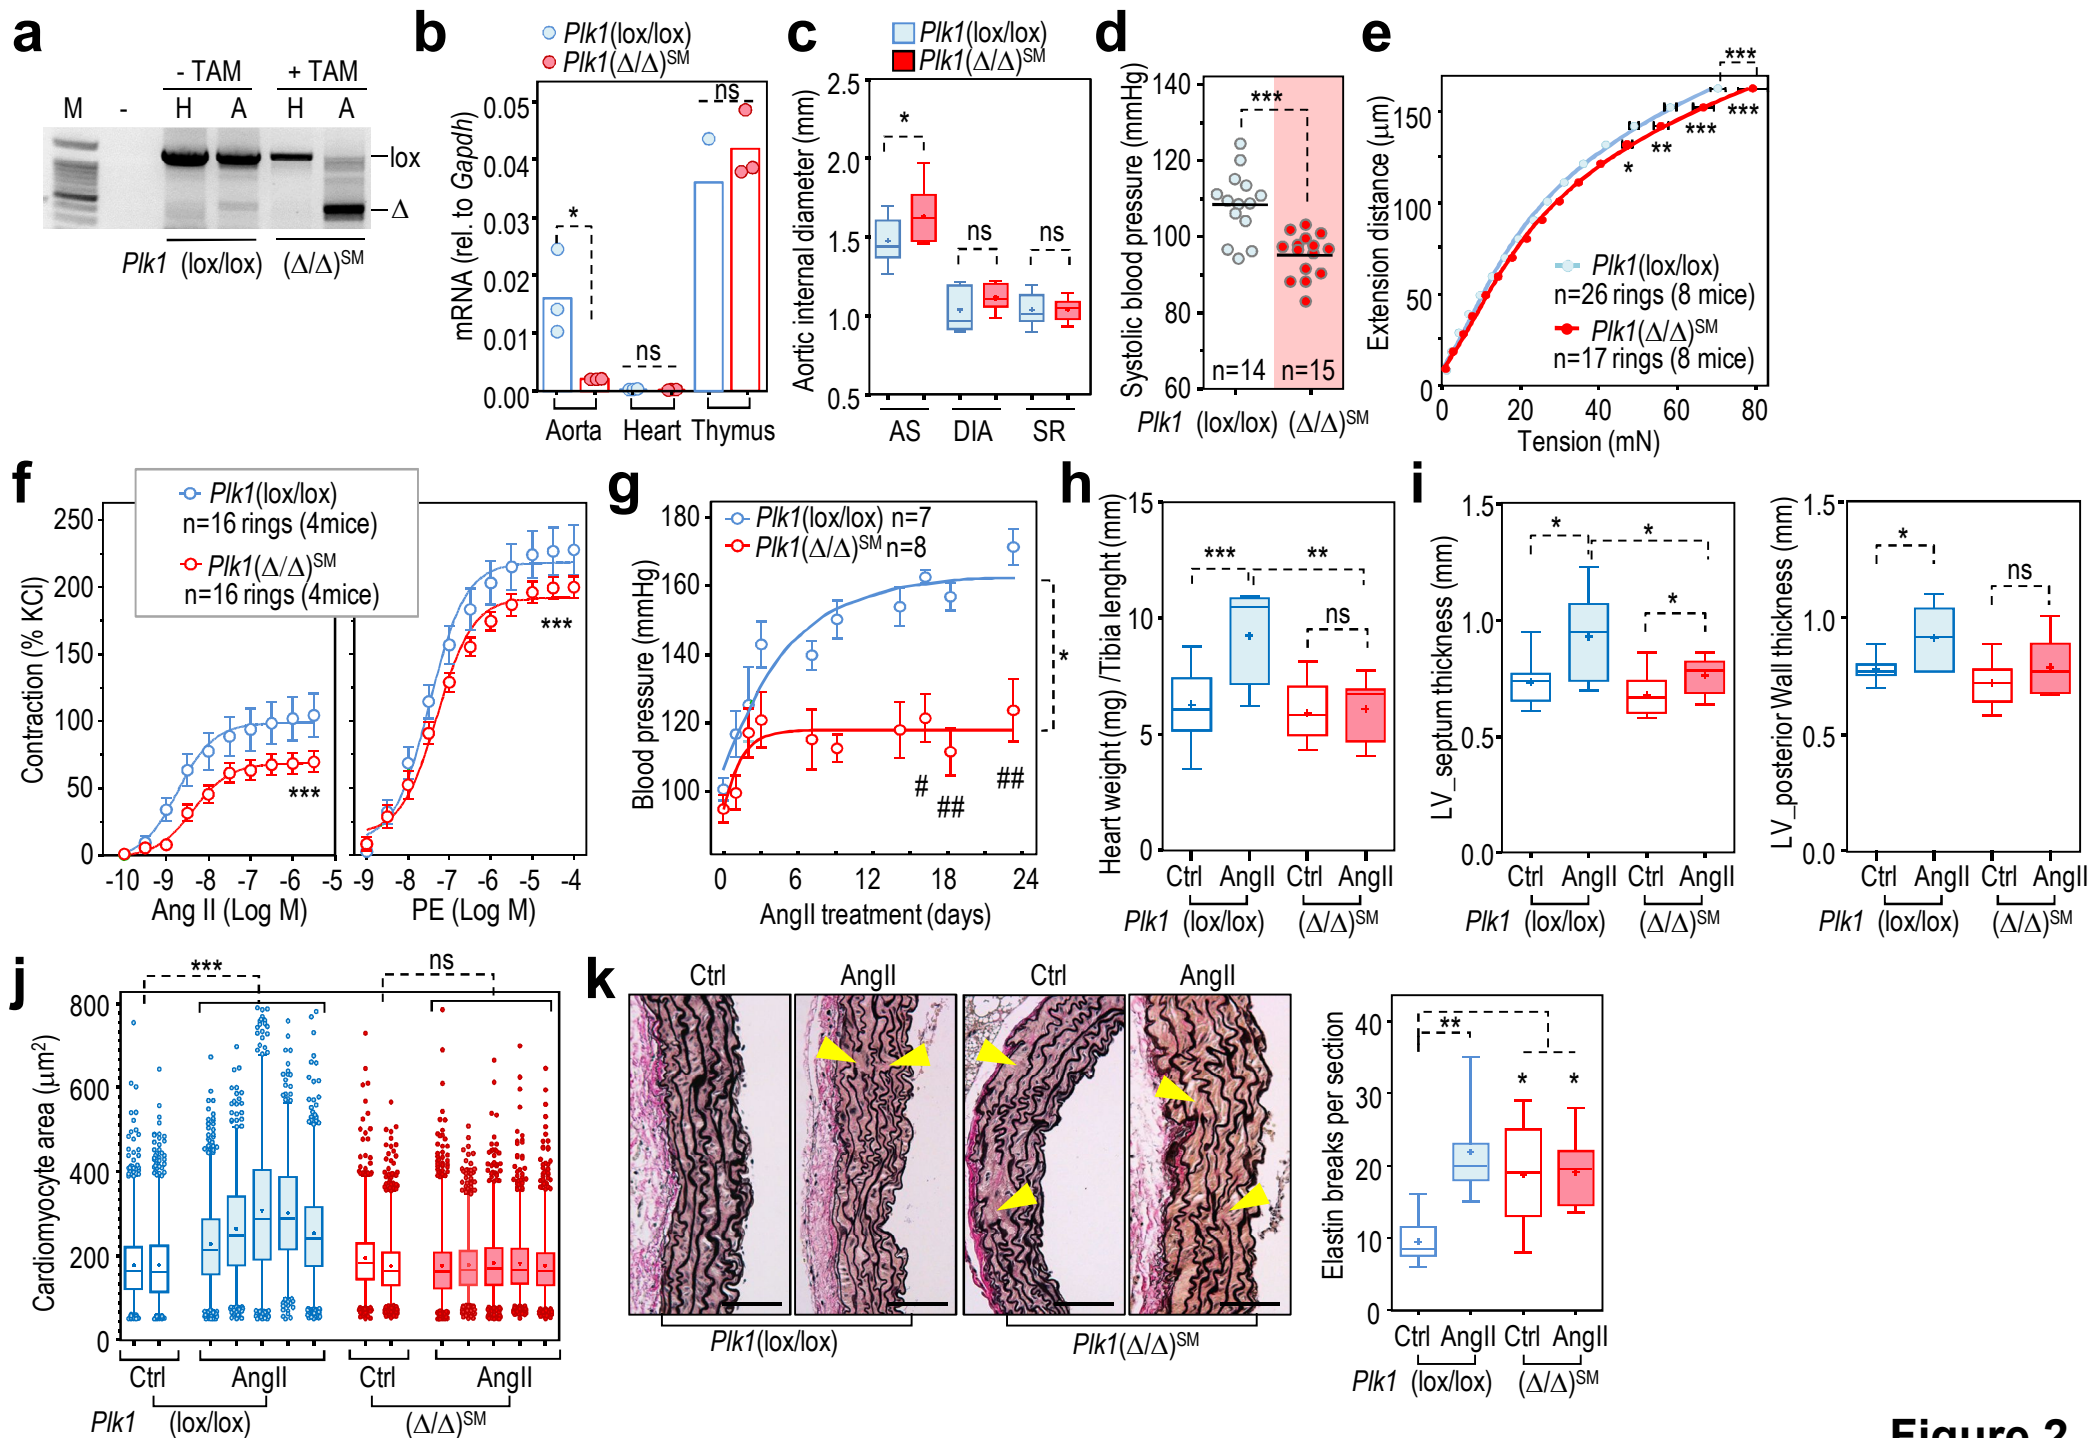 a
- TAM
+ TAM
M
-
H
A
H
A
lox
Δ
Plk1 (lox/lox) (Δ/Δ)SM
b
Plk1(lox/lox)
Plk1(Δ/Δ)SM
mRNA (rel. to Gapdh)
0.05
0.04
0.03
0.02
0.01
0.00
*
ns
ns
Aorta Heart Thymus
c
Plk1(lox/lox)
Plk1(Δ/Δ)SM
Aortic internal diameter (mm)
2.5
2.0
1.5
1.0
0.5
*
ns
ns
AS DIA SR
d
Systolic blood pressure (mmHg)
140
120
100
80
60
***
n=14 n=15
Plk1 (lox/lox) (Δ/Δ)SM
e
Extension distance (µm)
150
100
50
0
***
***
***
**
*
Plk1(lox/lox)
n=26 rings (8 mice)
Plk1(Δ/Δ)SM
n=17 rings (8 mice)
0 20 40 60 80
Tension (mN)
f
Plk1(lox/lox)
n=16 rings (4mice)
Plk1(Δ/Δ)SM
n=16 rings (4mice)
Contraction (% KCl)
250
200
150
100
50
0
***
***
-10 -9 -8 -7 -6 -5
Ang II (Log M)
-9 -8 -7 -6 -5 -4
PE (Log M)
g
Plk1(lox/lox) n=7
Plk1(Δ/Δ)SM n=8
Blood pressure (mmHg)
180
160
140
120
100
*
#
##
##
0 6 12 18 24
AngII treatment (days)
h
Heart weight (mg) /Tibia lenght (mm)
15
10
5
0
***
**
ns
Ctrl AngII Ctrl AngII
Plk1 (lox/lox) (Δ/Δ)SM
i
LV_septum thickness (mm)
1.5
1.0
0.5
0.0
*
*
*
Ctrl AngII Ctrl AngII
Plk1 (lox/lox) (Δ/Δ)SM
LV_posterior Wall thickness (mm)
1.5
1.0
0.5
0.0
*
ns
Ctrl AngII Ctrl AngII
Plk1 (lox/lox) (Δ/Δ)SM
j
Cardiomyocyte area (µm2)
800
600
400
200
0
***
ns
Ctrl AngII Ctrl AngII
Plk1 (lox/lox) (Δ/Δ)SM
k
Ctrl AngII Ctrl AngII
Plk1(lox/lox) Plk1(Δ/Δ)SM
Elastin breaks per section
40
30
20
10
0
**
*
*
Ctrl AngII Ctrl AngII
Plk1 (lox/lox) (Δ/Δ)SM
Figure 2